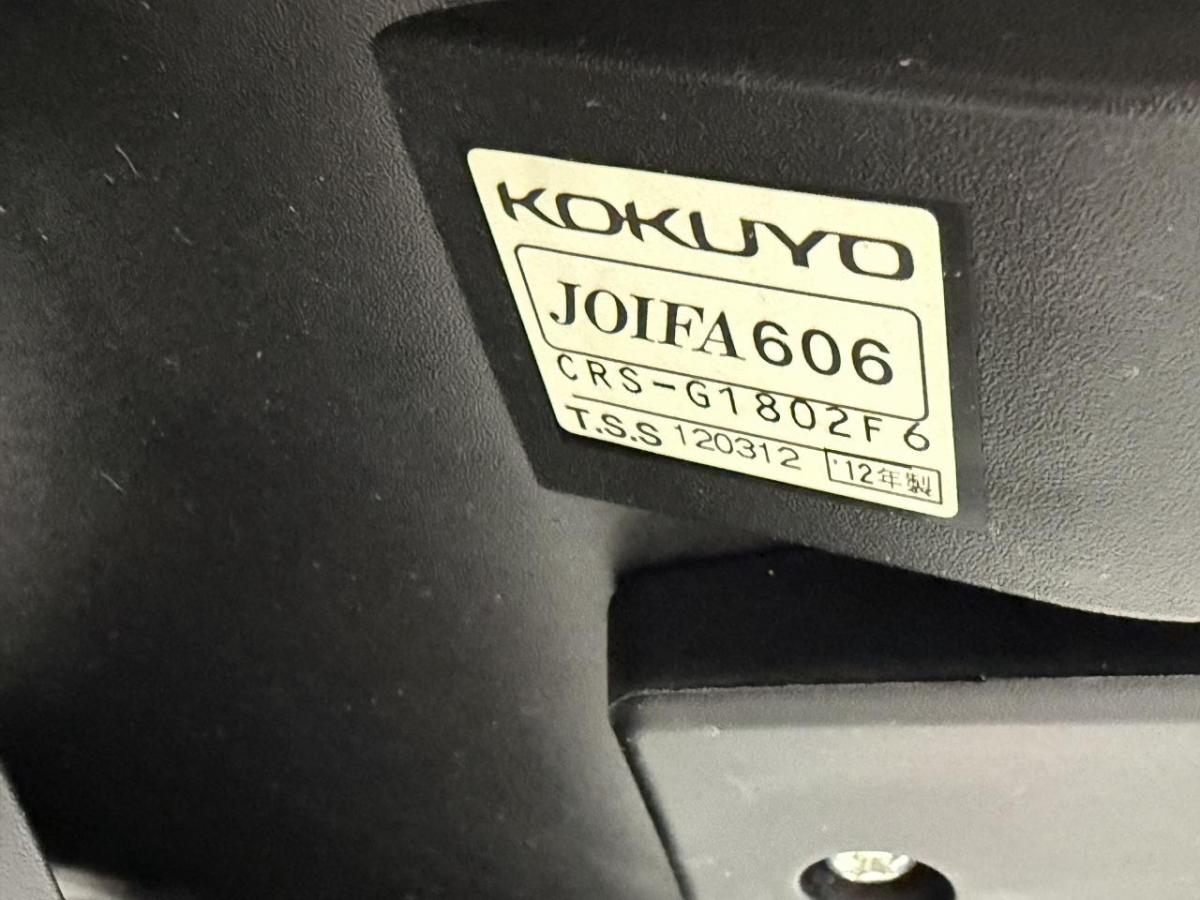 KOKUYO
JOIFA606
CRS-G1802F6
T.S.S 120312 '12年製